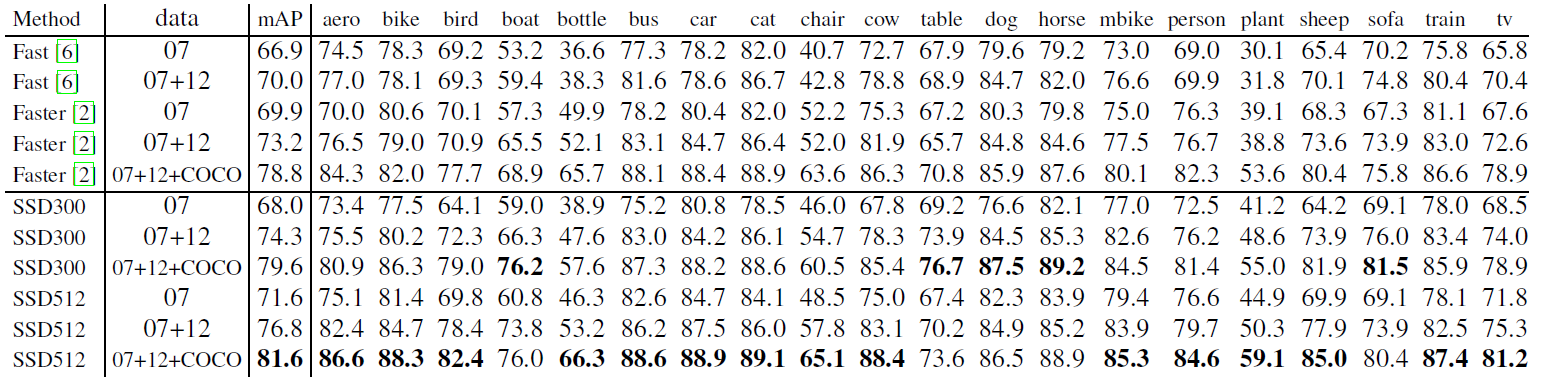 Method data mAP aero bike bird boat bottle bus car cat chair cow table dog horse mbike person plant sheep sofa train tv
Fast [6] 07 66.9 74.5 78.3 69.2 53.2 36.6 77.3 78.2 82.0 40.7 72.7 67.9 79.6 79.2 73.0 69.0 30.1 65.4 70.2 75.8 65.8
Fast [6] 07+12 70.0 77.0 78.1 69.3 59.4 38.3 81.6 78.6 86.7 42.8 78.8 68.9 84.7 82.0 76.6 69.9 31.8 70.1 74.8 80.4 70.4
Faster [2] 07 69.9 70.0 80.6 70.1 57.3 49.9 78.2 80.4 82.0 52.2 75.3 67.2 80.3 79.8 75.0 76.3 39.1 68.3 67.3 81.1 67.6
Faster [2] 07+12 73.2 76.5 79.0 70.9 65.5 52.1 83.1 84.7 86.4 52.0 81.9 65.7 84.8 84.6 77.5 76.7 38.8 73.6 73.9 83.0 72.6
Faster [2] 07+12+COCO 78.8 84.3 82.0 77.7 68.9 65.7 88.1 88.4 88.9 63.6 86.3 70.8 85.9 87.6 80.1 82.3 53.6 80.4 75.8 86.6 78.9
SSD300 07 68.0 73.4 77.5 64.1 59.0 38.9 75.2 80.8 78.5 46.0 67.8 69.2 76.6 82.1 77.0 72.5 41.2 64.2 69.1 78.0 68.5
SSD300 07+12 74.3 75.5 80.2 72.3 66.3 47.6 83.0 84.2 86.1 54.7 78.3 73.9 84.5 85.3 82.6 76.2 48.6 73.9 76.0 83.4 74.0
SSD300 07+12+COCO 79.6 80.9 86.3 79.0 76.2 57.6 87.3 88.2 88.6 60.5 85.4 76.7 87.5 89.2 84.5 81.4 55.0 81.9 81.5 85.9 78.9
SSD512 07 71.6 75.1 81.4 69.8 60.8 46.3 82.6 84.7 84.1 48.5 75.0 67.4 82.3 83.9 79.4 76.6 44.9 69.9 69.1 78.1 71.8
SSD512 07+12 76.8 82.4 84.7 78.4 73.8 53.2 86.2 87.5 86.0 57.8 83.1 70.2 84.9 85.2 83.9 79.7 50.3 77.9 73.9 82.5 75.3
SSD512 07+12+COCO 81.6 86.6 88.3 82.4 76.0 66.3 88.6 88.9 89.1 65.1 88.4 73.6 86.5 88.9 85.3 84.6 59.1 85.0 80.4 87.4 81.2